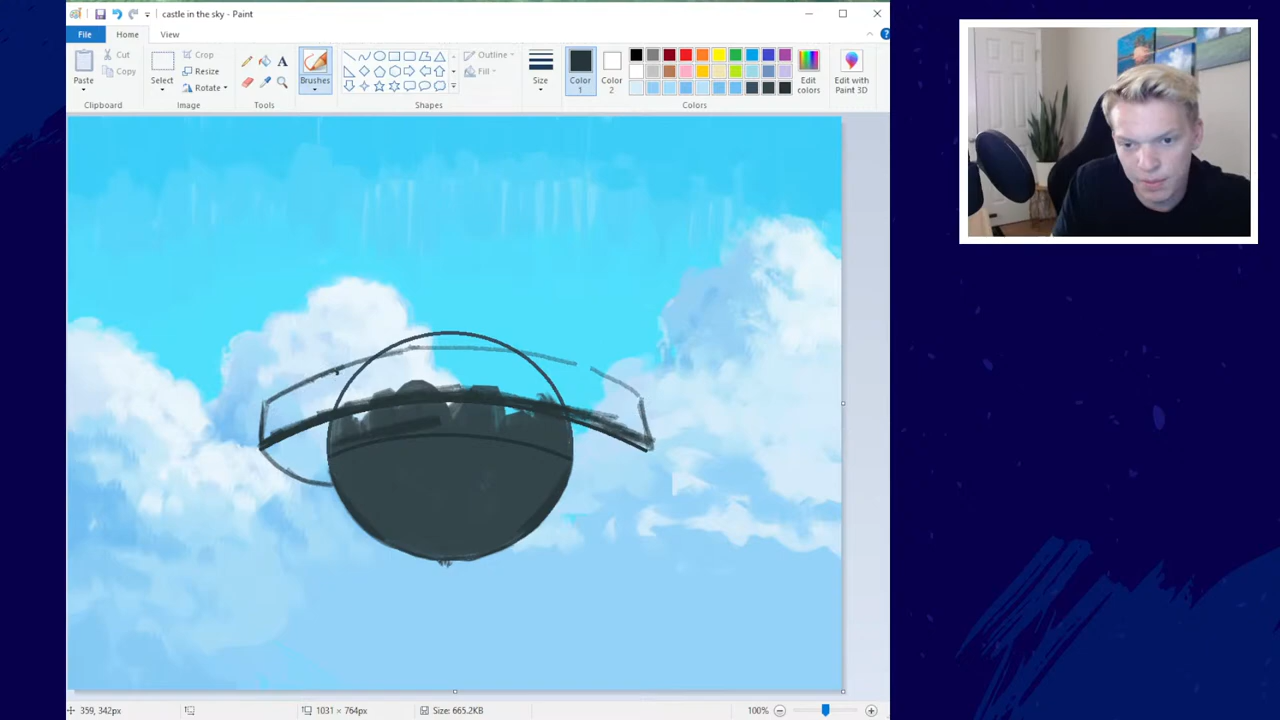 castle in the sky - Paint
File
Home
View
Paste
Cut
Copy
Clipboard
Select
Crop
Resize
Rotate
Image
A
Tools
Brushes
Outline
Fill
Shapes
Size
Color 1
Color 2
Edit colors
Colors
Edit with Paint 3D
359, 342px
1031 × 764px
Size: 665.2KB
100%